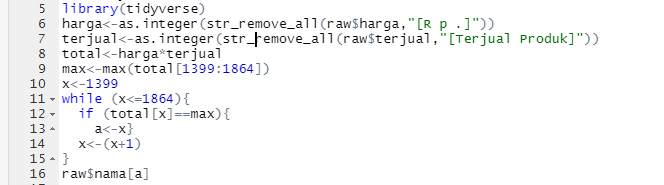 5 library(tidyverse)
6 harga<-as.integer(str_remove_all(raw$harga,"[R p .]"))
7 terjual<-as.integer(str_remove_all(raw$terjual,"[Terjual Produk]"))
8 total<-harga*terjual
9 max<-max(total[1399:1864])
10 x<-1399
11 while (x<=1864){
12 if (total[x]==max){
13 a<-x}
14 x<-(x+1)
15 }
16 raw$nama[a]